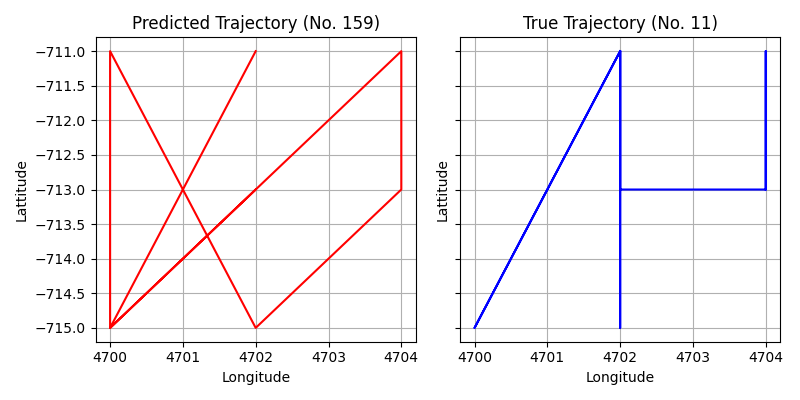 Predicted Trajectory (No. 159)
True Trajectory (No. 11)
−711.0
−711.5
−712.0
−712.5
−713.0
−713.5
−714.0
−714.5
−715.0
Lattitude
Lattitude
4700 4701 4702 4703 4704
4700 4701 4702 4703 4704
Longitude
Longitude